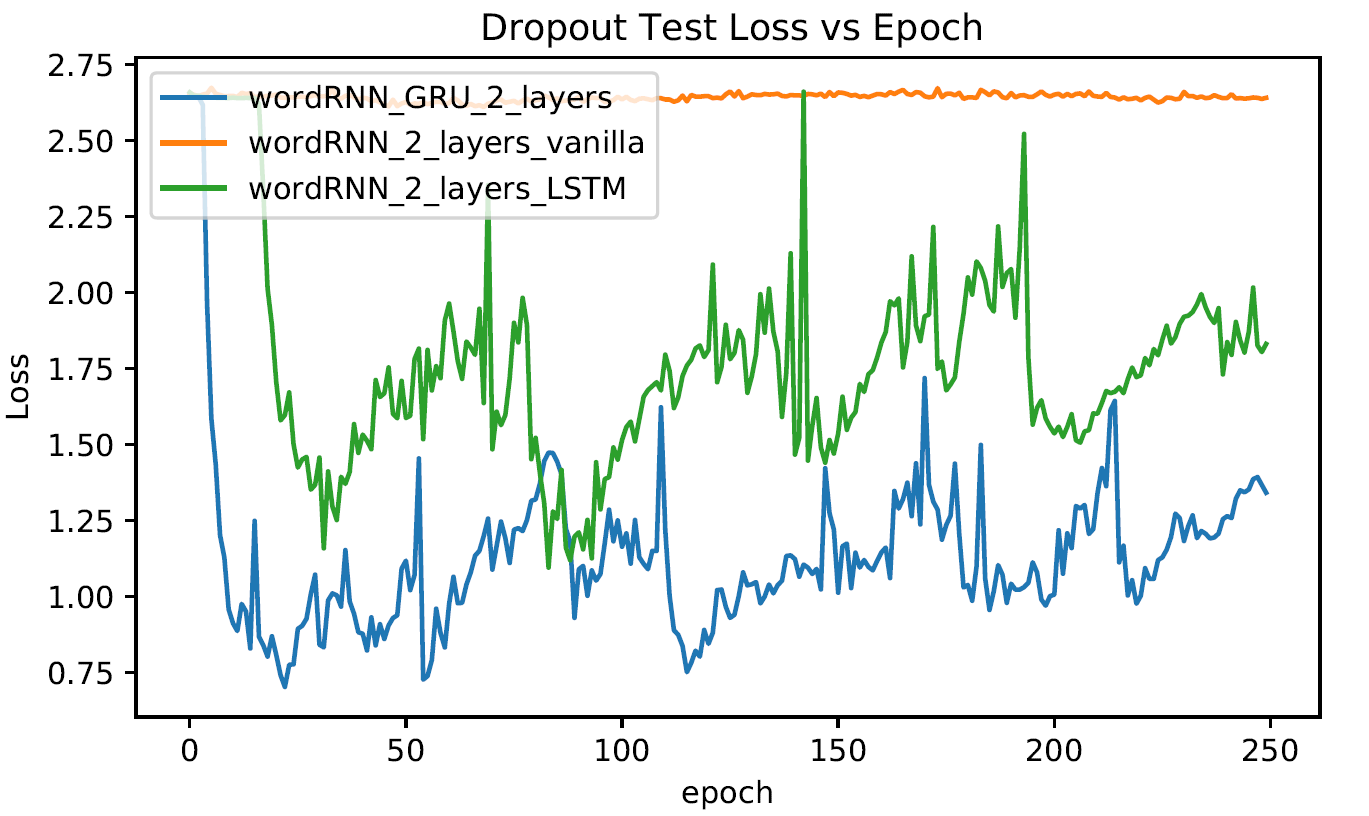 Dropout Test Loss vs Epoch
2.75
2.50
2.25
2.00
1.75
1.50
1.25
1.00
0.75
Loss
wordRNN_GRU_2_layers
wordRNN_2_layers_vanilla
wordRNN_2_layers_LSTM
0 50 100 150 200 250
epoch